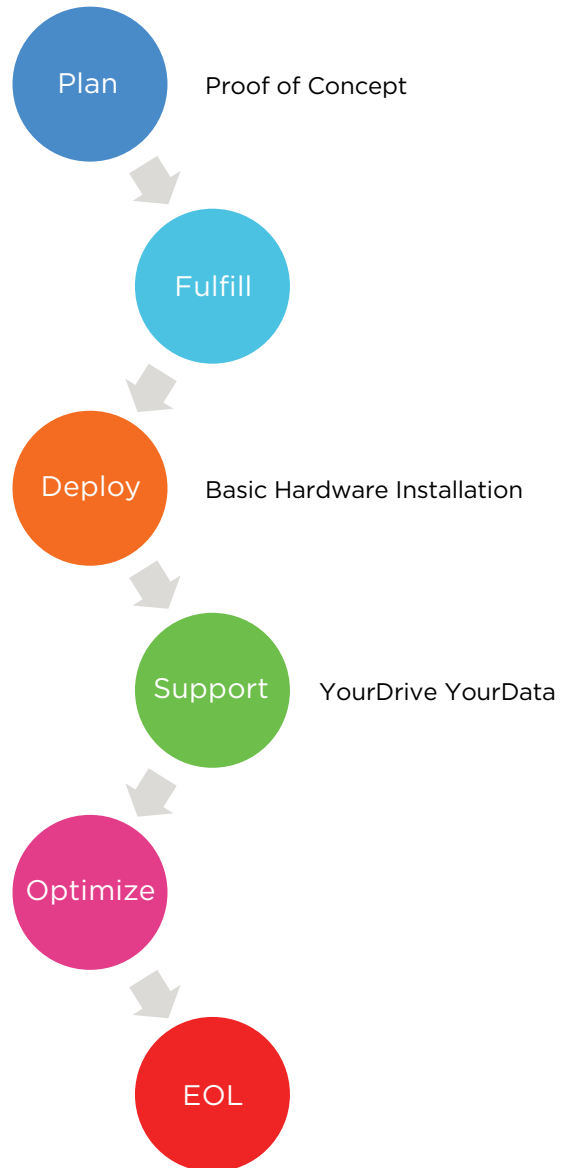 Plan
Proof of Concept
Fulfill
Deploy
Basic Hardware Installation
Support
YourDrive YourData
Optimize
EOL